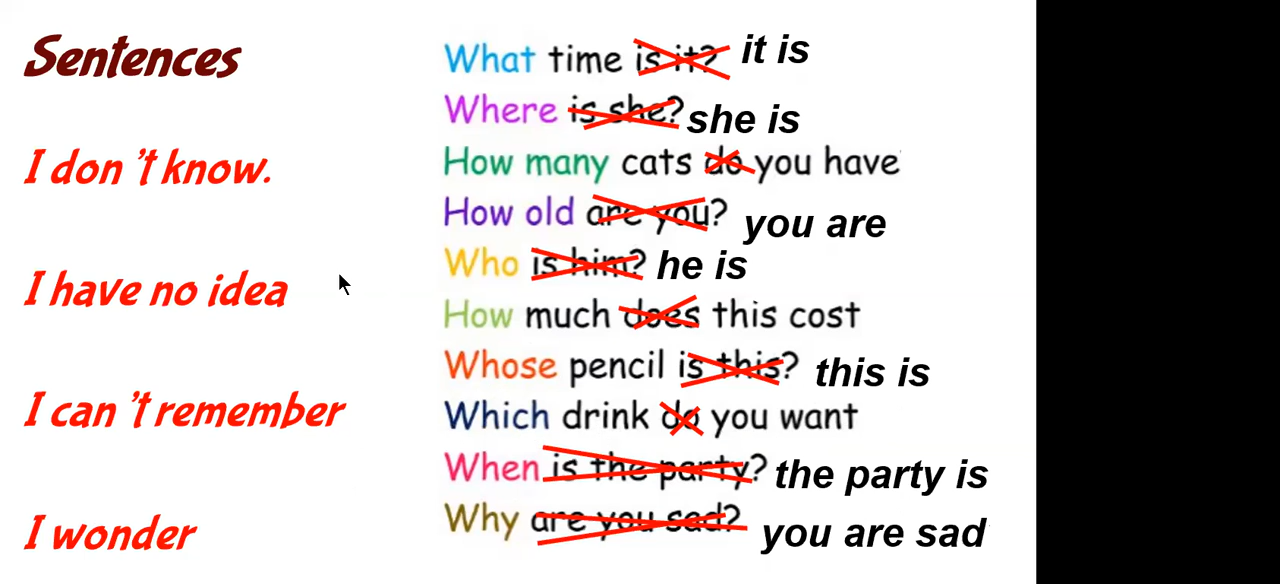 Sentences
I don't know.
I have no idea
I can't remember
I wonder
What time is it? it is
Where is she? she is
How many cats do you have
How old are you? you are
Who is him? he is
How much does this cost
Whose pencil is this? this is
Which drink do you want
When is the party? the party is
Why are you sad? you are sad